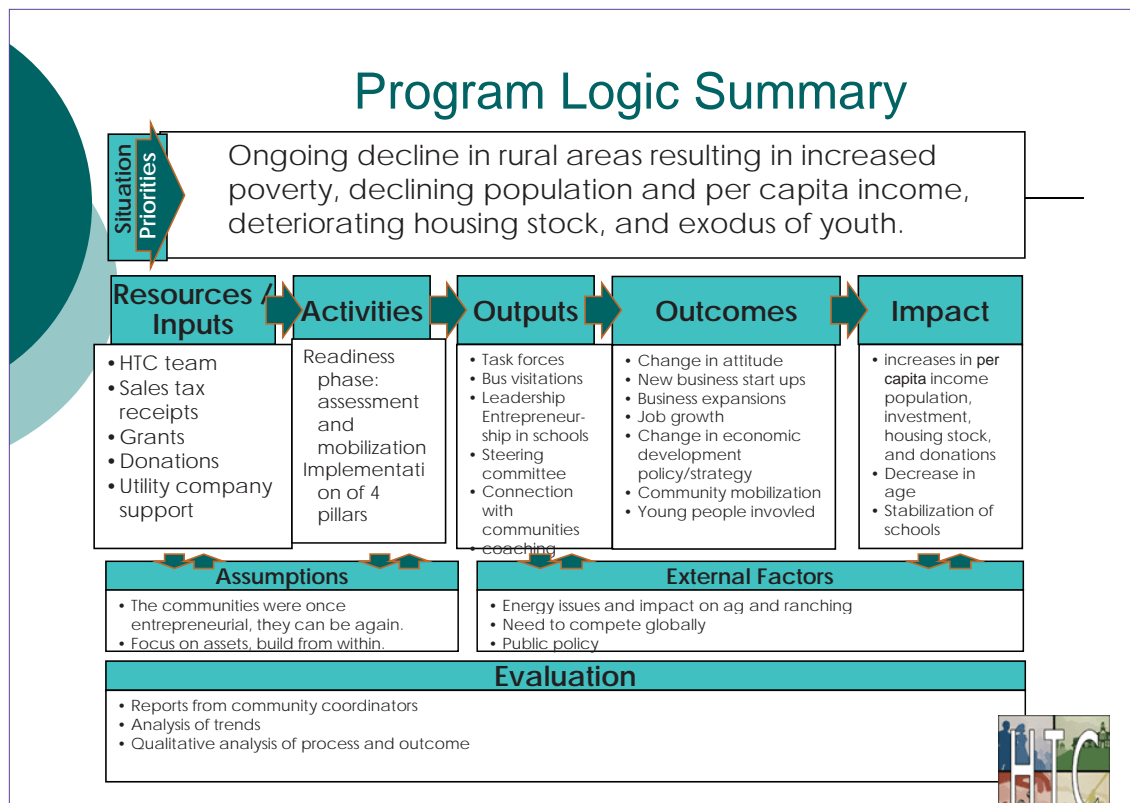 Program Logic Summary
Situation
Priorities
Ongoing decline in rural areas resulting in increased
poverty, declining population and per capita income,
deteriorating housing stock, and exodus of youth.
Resources /
Inputs
• HTC team
• Sales tax
receipts
• Grants
• Donations
• Utility company
support
Activities
Readiness
phase:
assessment
and
mobilization
Implementati
on of 4
pillars
Outputs
• Task forces
• Bus visitations
• Leadership
Entrepreneur-
ship in schools
• Steering
committee
• Connection
with
communities
• coaching
Outcomes
• Change in attitude
• New business start ups
• Business expansions
• Job growth
• Change in economic
development
policy/strategy
• Community mobilization
• Young people invovled
Impact
• increases in per
capita income
population,
investment,
housing stock,
and donations
• Decrease in
age
• Stabilization of
schools
Assumptions
• The communities were once
entrepreneurial, they can be again.
• Focus on assets, build from within.
External Factors
• Energy issues and impact on ag and ranching
• Need to compete globally
• Public policy
Evaluation
• Reports from community coordinators
• Analysis of trends
• Qualitative analysis of process and outcome
HTC